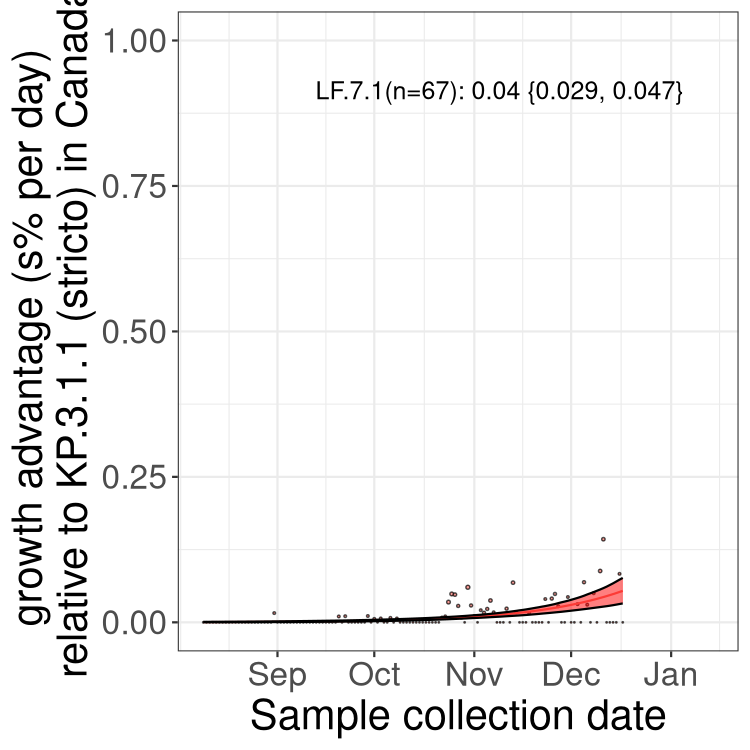 growth advantage (s% per day)
relative to KP.3.1.1 (stricto) in Canada
1.00
0.75
0.50
0.25
0.00
LF.7.1(n=67): 0.04 {0.029, 0.047}
Sep Oct Nov Dec Jan
Sample collection date